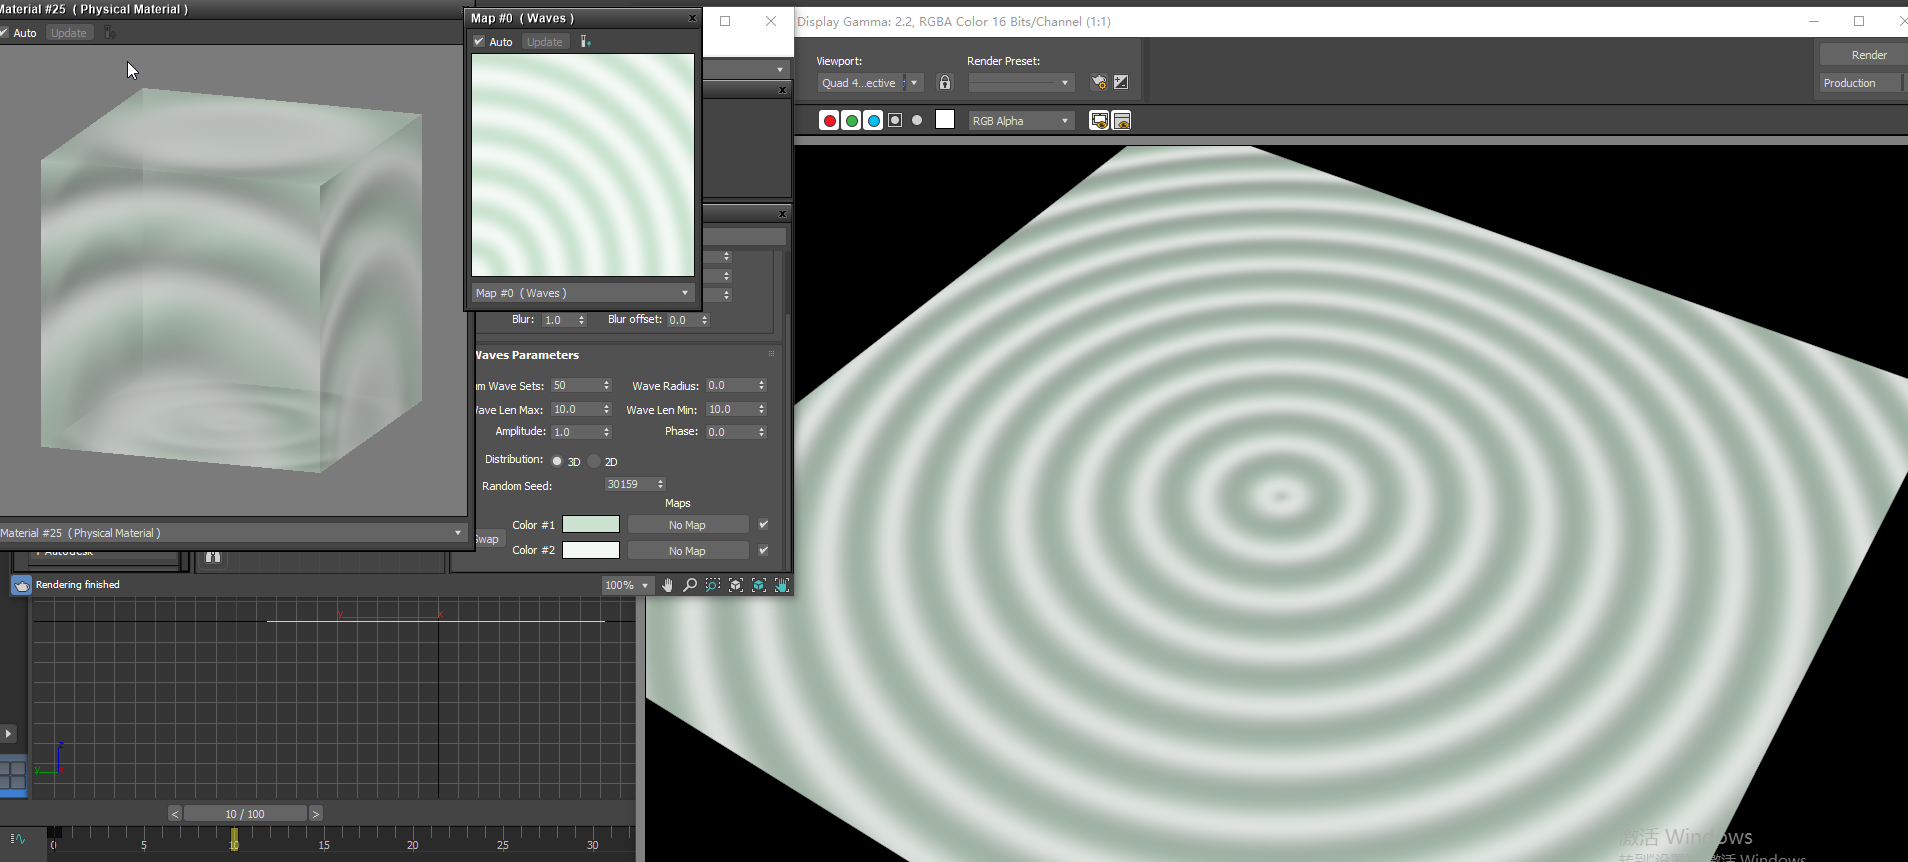 Material #25  ( Physical Material )
Auto
Update
Map #0  ( Waves )
Auto
Update
Map #0  ( Waves )
Blur: 1.0
Blur offset: 0.0
Waves Parameters
m Wave Sets: 50
Wave Radius: 0.0
Wave Len Max: 10.0
Wave Len Min: 10.0
Amplitude: 1.0
Phase: 0.0
Distribution: 3D 2D
Random Seed: 30159
Maps
Color #1 No Map
Swap
Color #2 No Map
Material #25  ( Physical Material )
Autodesk
Rendering finished
100%
Display Gamma: 2.2, RGBA Color 16 Bits/Channel (1:1)
Viewport:
Quad 4...ective
Render Preset:
Render
Production
RGB Alpha
y x
z
y
< 10 / 100 >
0 5 10 15 20 25 30
激活 Windows